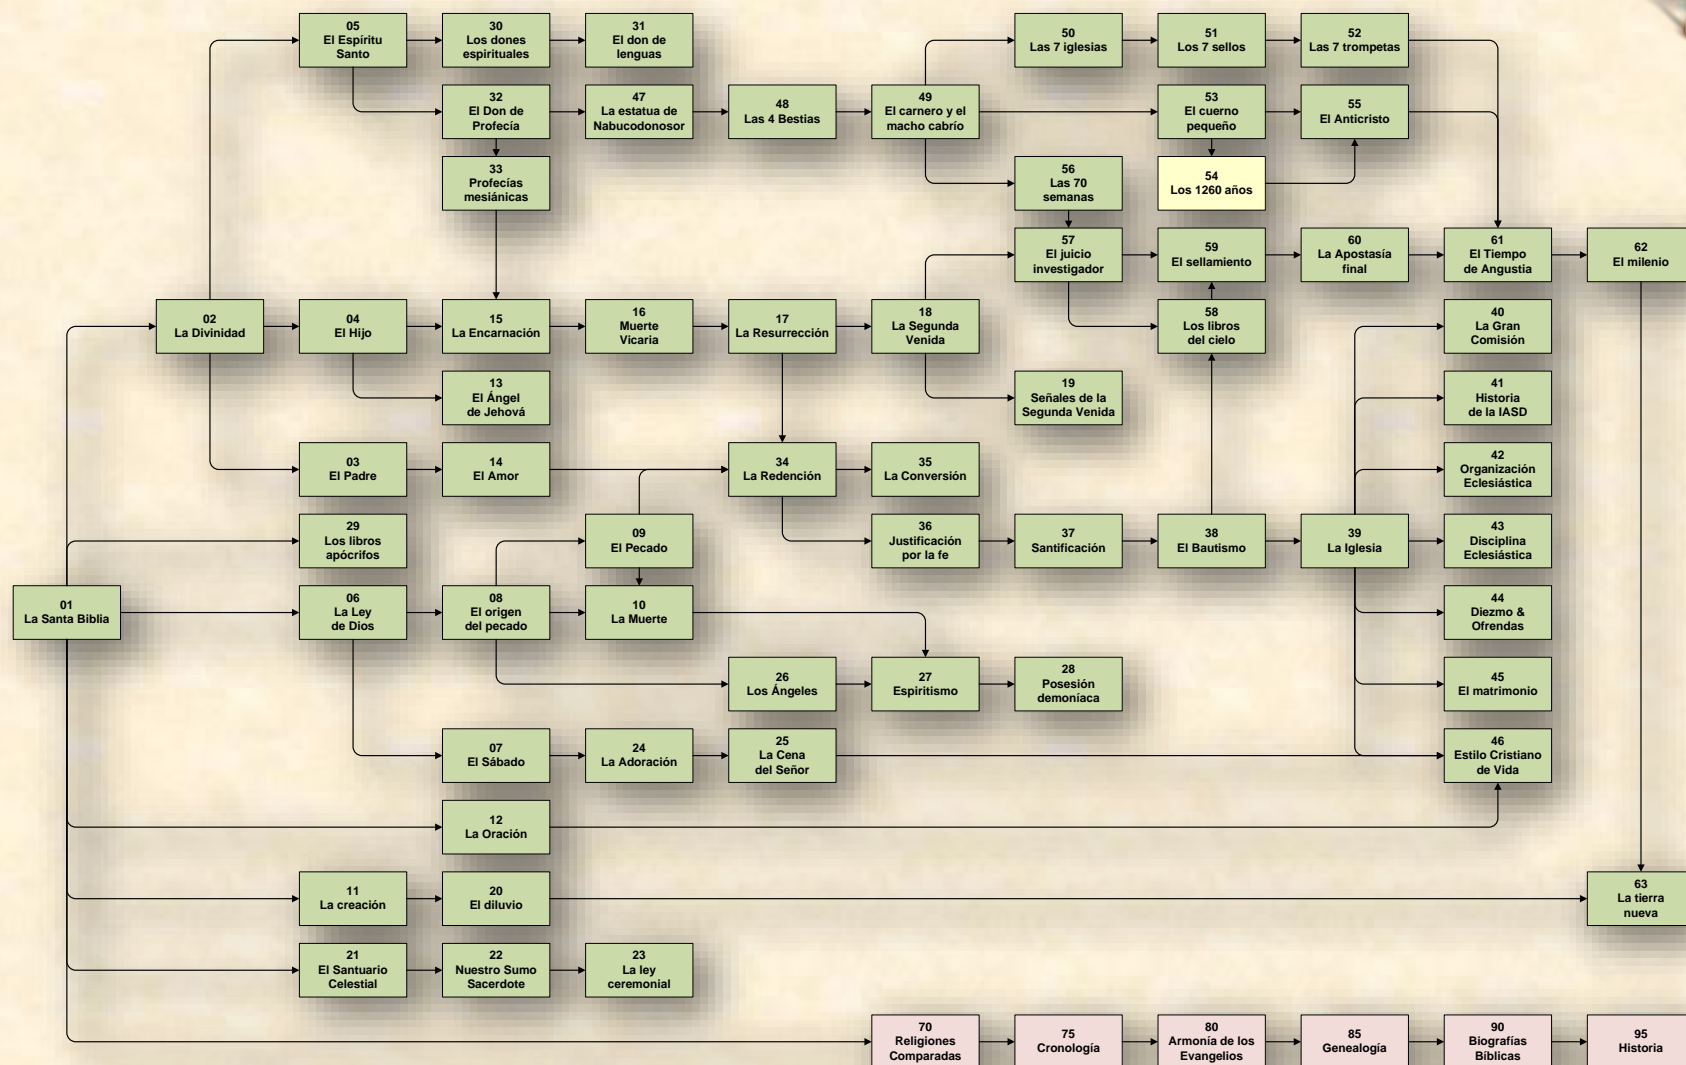 05
El Espíritu
Santo
30
Los dones
espirituales
31
El don de
lenguas
50
Las 7 iglesias
51
Los 7 sellos
52
Las 7 trompetas
32
El Don de
Profecía
47
La estatua de
Nabucodonosor
48
Las 4 Bestias
49
El carnero y el
macho cabrío
53
El cuerno
pequeño
55
El Anticristo
33
Profecías
mesiánicas
56
Las 70
semanas
54
Los 1260 años
57
El juicio
investigador
59
El sellamiento
60
La Apostasía
final
61
El Tiempo
de Angustia
62
El milenio
02
La Divinidad
04
El Hijo
15
La Encarnación
16
Muerte
Vicaria
17
La Resurrección
18
La Segunda
Venida
58
Los libros
del cielo
40
La Gran
Comisión
13
El Ángel
de Jehová
19
Señales de la
Segunda Venida
41
Historia
de la IASD
03
El Padre
14
El Amor
34
La Redención
35
La Conversión
42
Organización
Eclesiástica
29
Los libros
apócrifos
09
El Pecado
36
Justificación
por la fe
37
Santificación
38
El Bautismo
39
La Iglesia
43
Disciplina
Eclesiástica
01
La Santa Biblia
06
La Ley
de Dios
08
El origen
del pecado
10
La Muerte
44
Diezmo &
Ofrendas
26
Los Ángeles
27
Espiritismo
28
Posesión
demoníaca
45
El matrimonio
07
El Sábado
24
La Adoración
25
La Cena
del Señor
46
Estilo Cristiano
de Vida
12
La Oración
11
La creación
20
El diluvio
63
La tierra
nueva
21
El Santuario
Celestial
22
Nuestro Sumo
Sacerdote
23
La ley
ceremonial
70
Religiones
Comparadas
75
Cronología
80
Armonía de los
Evangelios
85
Genealogía
90
Biografías
Bíblicas
95
Historia